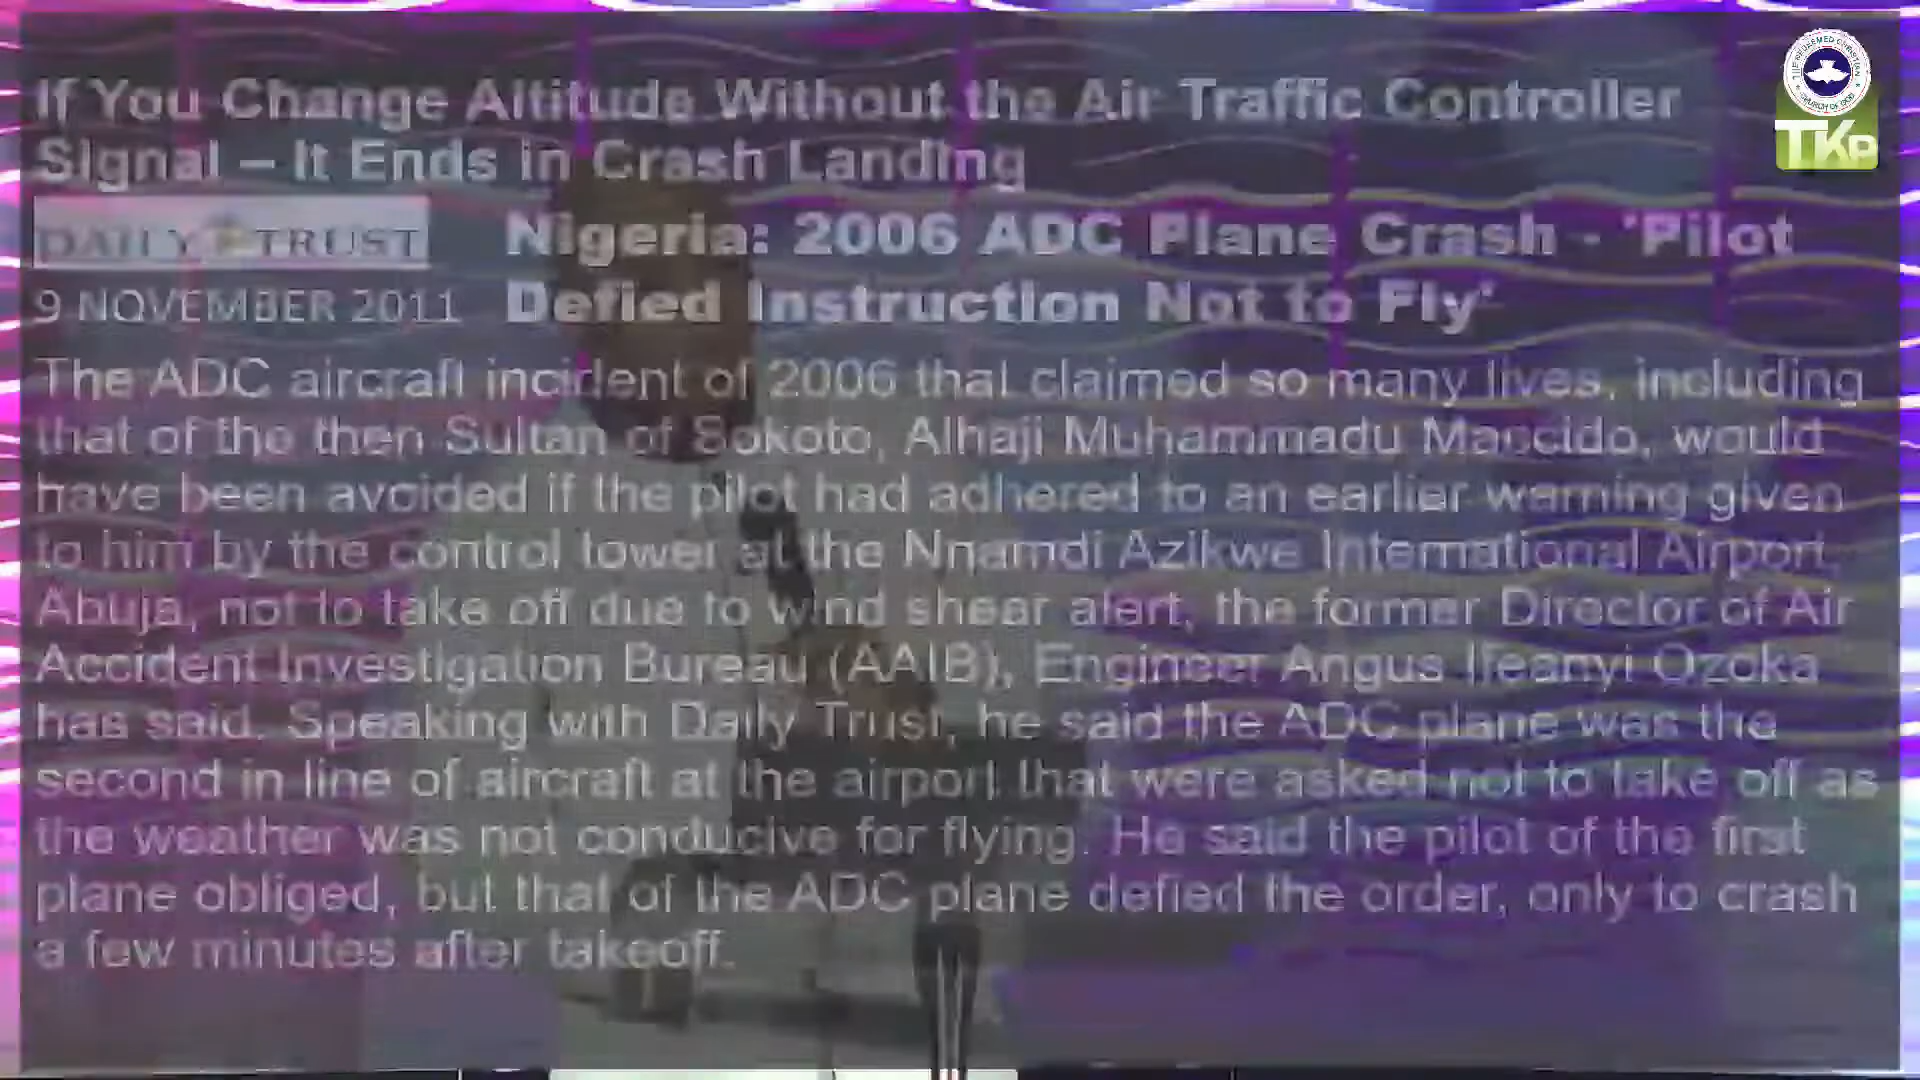 If You Change Altitude Without the Air Traffic Controller
Signal – It Ends in Crash Landing
DAILY TRUST
Nigeria: 2006 ADC Plane Crash - 'Pilot
9 NOVEMBER 2011
Defied Instruction Not to Fly'
The ADC aircraft incident of 2006 that claimed so many lives, including
that of the then Sultan of Sokoto, Alhaji Muhammadu Maccido, would
have been avoided if the pilot had adhered to an earlier warning given
to him by the control tower at the Nnamdi Azikwe International Airport,
Abuja, not to take off due to wind shear alert, the former Director of Air
Accident Investigation Bureau (AAIB), Engineer Angus Ifeanyi Ozoka
has said. Speaking with Daily Trust, he said the ADC plane was the
second in line of aircraft at the airport that were asked not to take off as
the weather was not conducive for flying. He said the pilot of the first
plane obliged, but that of the ADC plane defied the order, only to crash
a few minutes after takeoff.
THE REDEEMED CHRISTIAN
CHURCH OF GOD
TKP